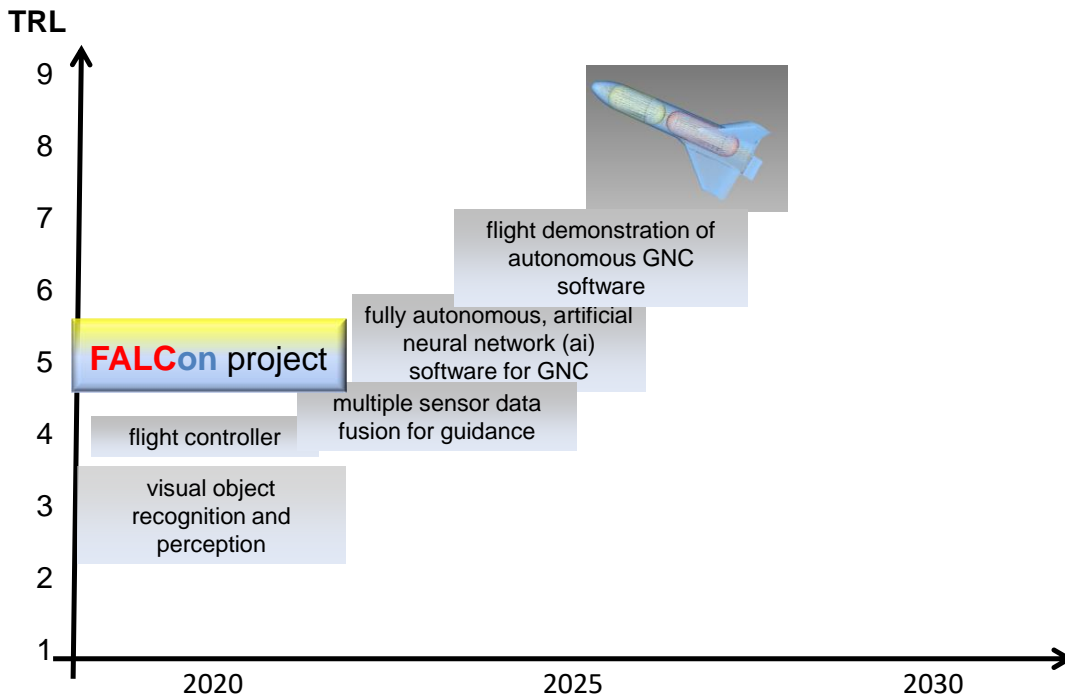 TRL
9
8
7
6
5
4
3
2
1
flight demonstration of
autonomous GNC
software
fully autonomous, artificial
neural network (ai)
software for GNC
FALCon project
multiple sensor data
fusion for guidance
flight controller
visual object
recognition and
perception
2020
2025
2030